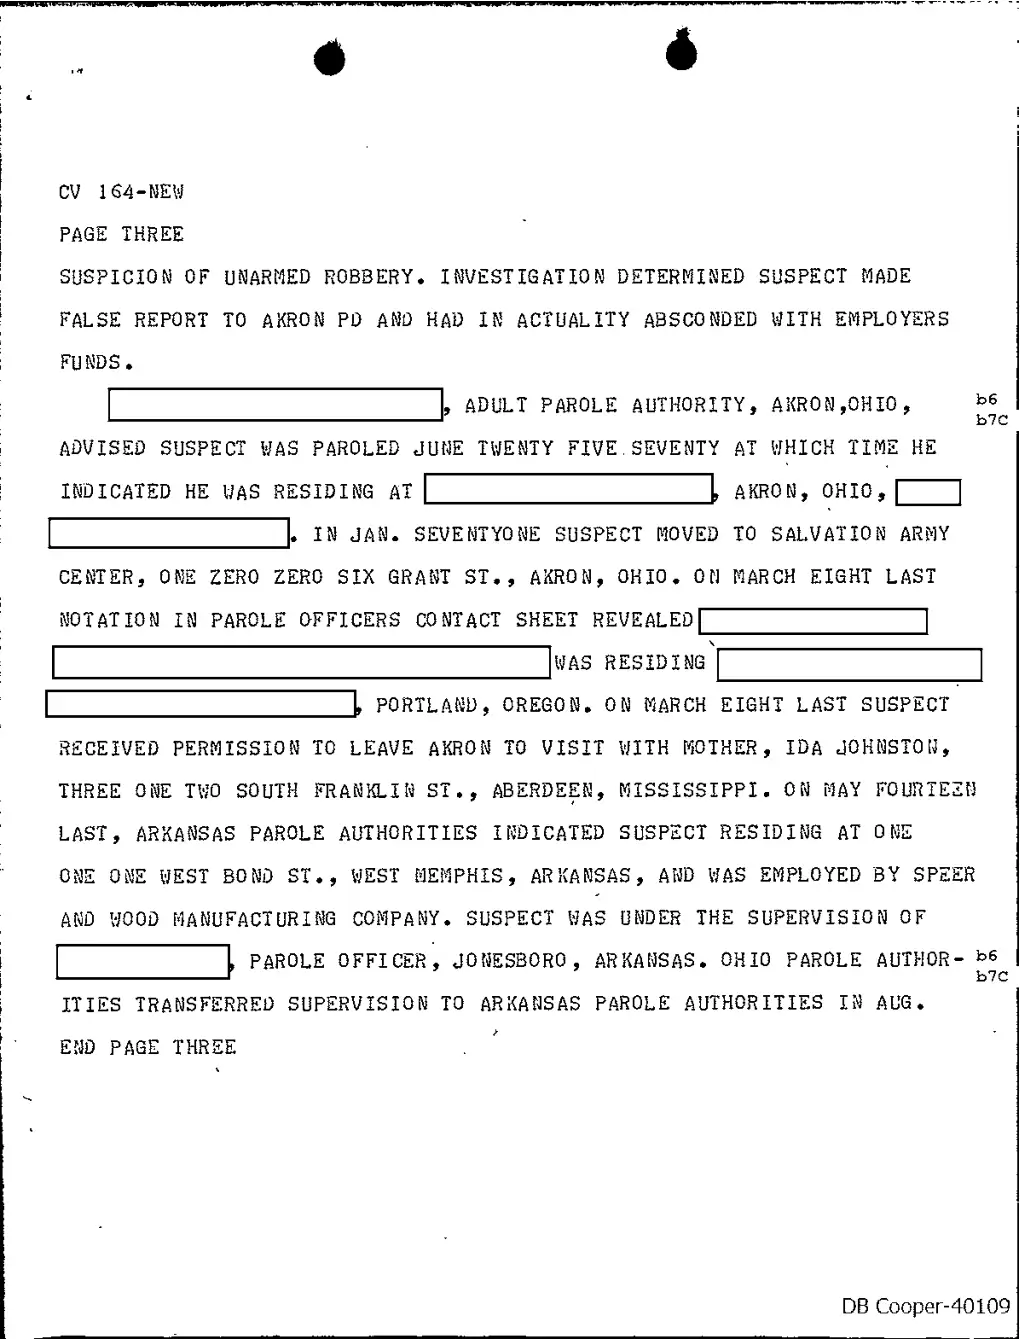 CV 164-NEW
PAGE THREE
SUSPICION OF UNARMED ROBBERY. INVESTIGATION DETERMINED SUSPECT MADE
FALSE REPORT TO AKRON PD AND HAD IN ACTUALITY ABSCONDED WITH EMPLOYERS
FUNDS.
, ADULT PAROLE AUTHORITY, AKRON,OHIO, b6
b7C
ADVISED SUSPECT WAS PAROLED JUNE TWENTY FIVE SEVENTY AT WHICH TIME HE
INDICATED HE WAS RESIDING AT , AKRON, OHIO,
. IN JAN. SEVENTYONE SUSPECT MOVED TO SALVATION ARMY
CENTER, ONE ZERO ZERO SIX GRANT ST., AKRON, OHIO. ON MARCH EIGHT LAST
NOTATION IN PAROLE OFFICERS CONTACT SHEET REVEALED
WAS RESIDING
, PORTLAND, OREGON. ON MARCH EIGHT LAST SUSPECT
RECEIVED PERMISSION TO LEAVE AKRON TO VISIT WITH MOTHER, IDA JOHNSTON,
THREE ONE TWO SOUTH FRANKLIN ST., ABERDEEN, MISSISSIPPI. ON MAY FOURTEEN
LAST, ARKANSAS PAROLE AUTHORITIES INDICATED SUSPECT RESIDING AT ONE
ONE ONE WEST BOND ST., WEST MEMPHIS, ARKANSAS, AND WAS EMPLOYED BY SPEER
AND WOOD MANUFACTURING COMPANY. SUSPECT WAS UNDER THE SUPERVISION OF
, PAROLE OFFICER, JONESBORO, ARKANSAS. OHIO PAROLE AUTHOR- b6
b7C
ITIES TRANSFERRED SUPERVISION TO ARKANSAS PAROLE AUTHORITIES IN AUG.
END PAGE THREE
DB Cooper-40109